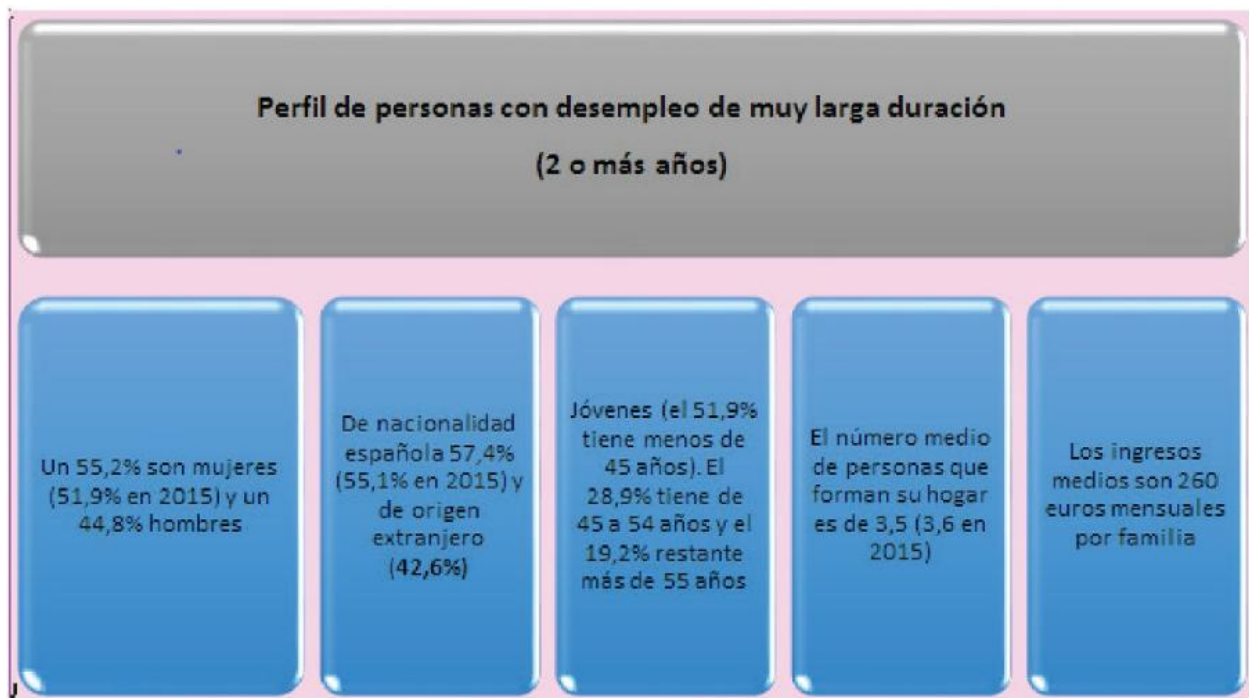 Perfil de personas con desempleo de muy larga duración
(2 o más años)
Un 55,2% son mujeres
(51,9% en 2015) y un
44,8% hombres
De nacionalidad
española 57,4%
(55,1% en 2015) y
de origen
extranjero
(42,6%)
Jóvenes (el 51,9%
tiene menos de
45 años). El
28,9% tiene de
45 a 54 años y el
19,2% restante
más de 55 años
El número medio
de personas que
forman su hogar
es de 3,5 (3,6 en
2015)
Los ingresos
medios son 260
euros mensuales
por familia